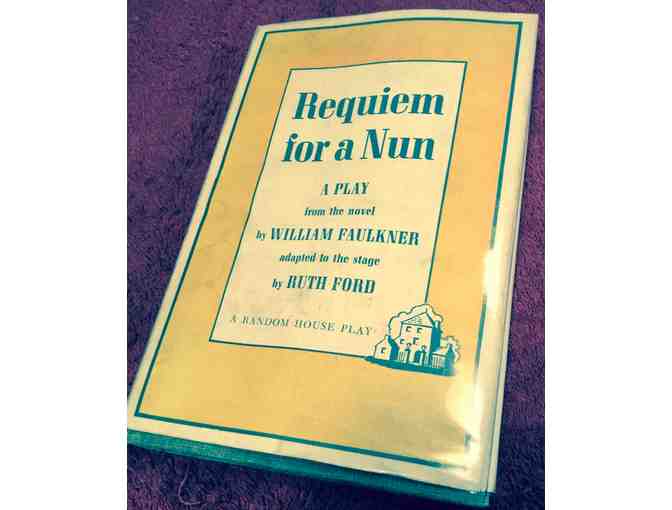 Requiem
for a Nun
A PLAY
from the novel
by WILLIAM FAULKNER
adapted to the stage
by RUTH FORD
A RANDOM HOUSE PLAY